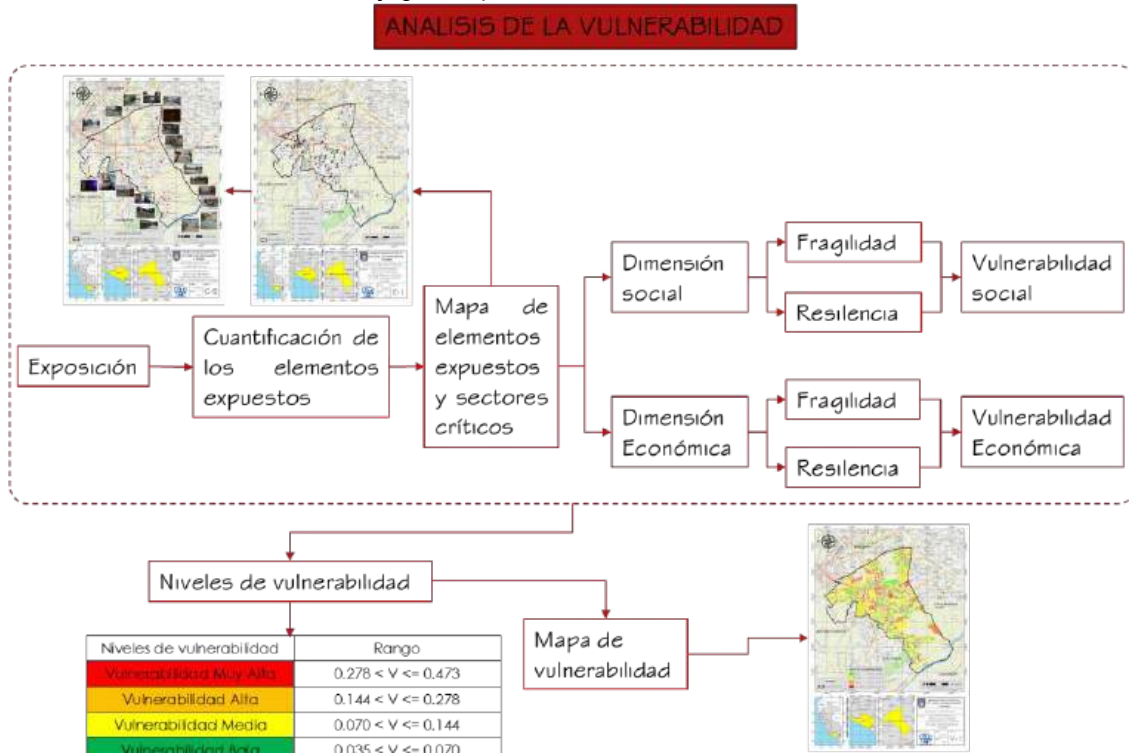 ANALISIS DE LA VULNERABILIDAD
Exposición
Cuantificación de
los elementos
expuestos
Mapa de
elementos
expuestos
y sectores
críticos
Dimensión
social
Fragilidad
Resilencia
Vulnerabilidad
social
Dimensión
Económica
Fragilidad
Resilencia
Vulnerabilidad
Económica
Niveles de vulnerabilidad
Mapa de
vulnerabilidad
Niveles de vulnerabilidad Rango
Vulnerabilidad Muy Alta 0.278 < V <= 0.473
Vulnerabilidad Alta 0.144 < V <= 0.278
Vulnerabilidad Media 0.070 < V <= 0.144
Vulnerabilidad Baja 0.035 < V <= 0.070